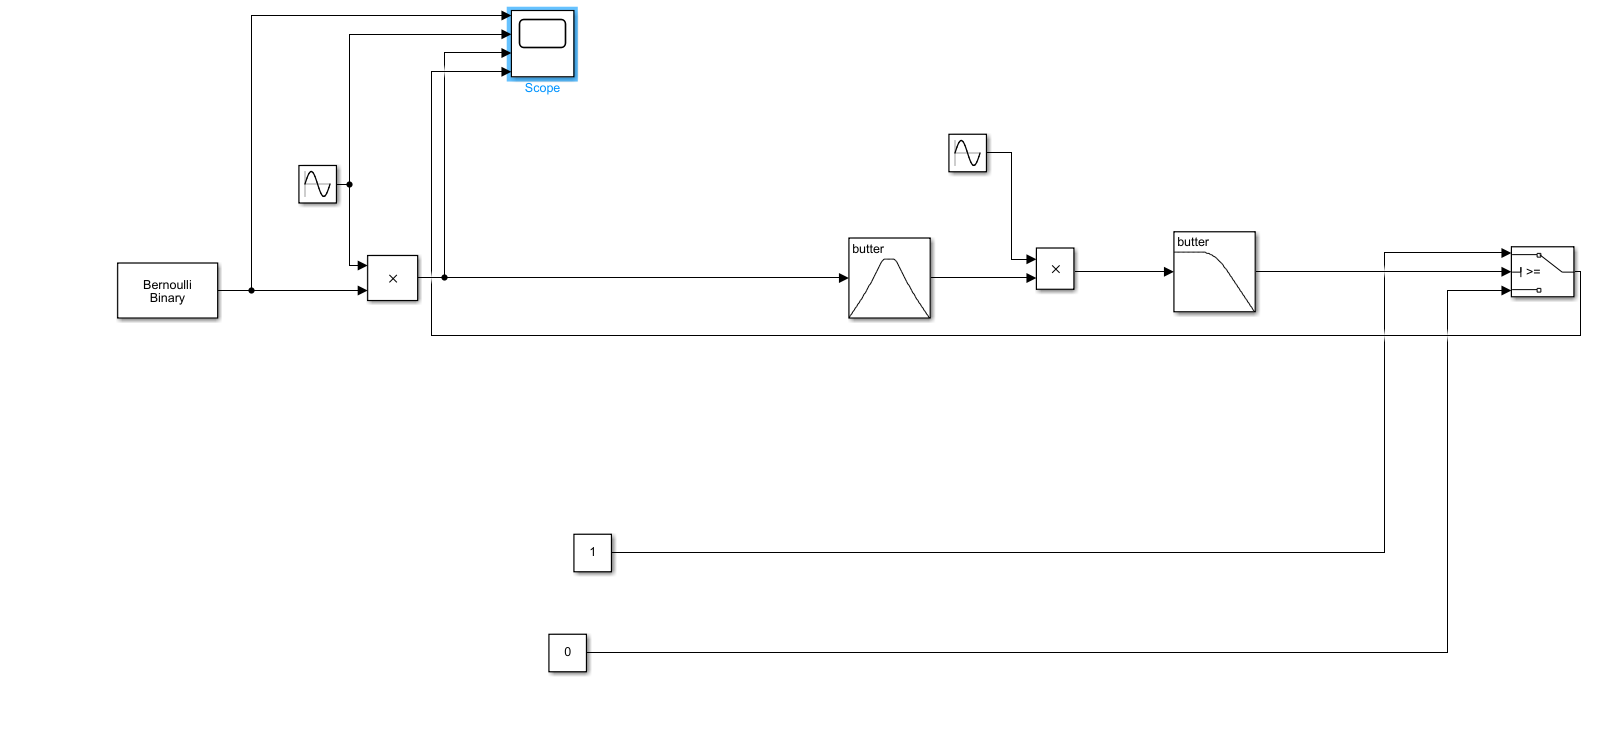 Scope
butter
butter
Bernoulli
Binary
×
×
>=
1
0